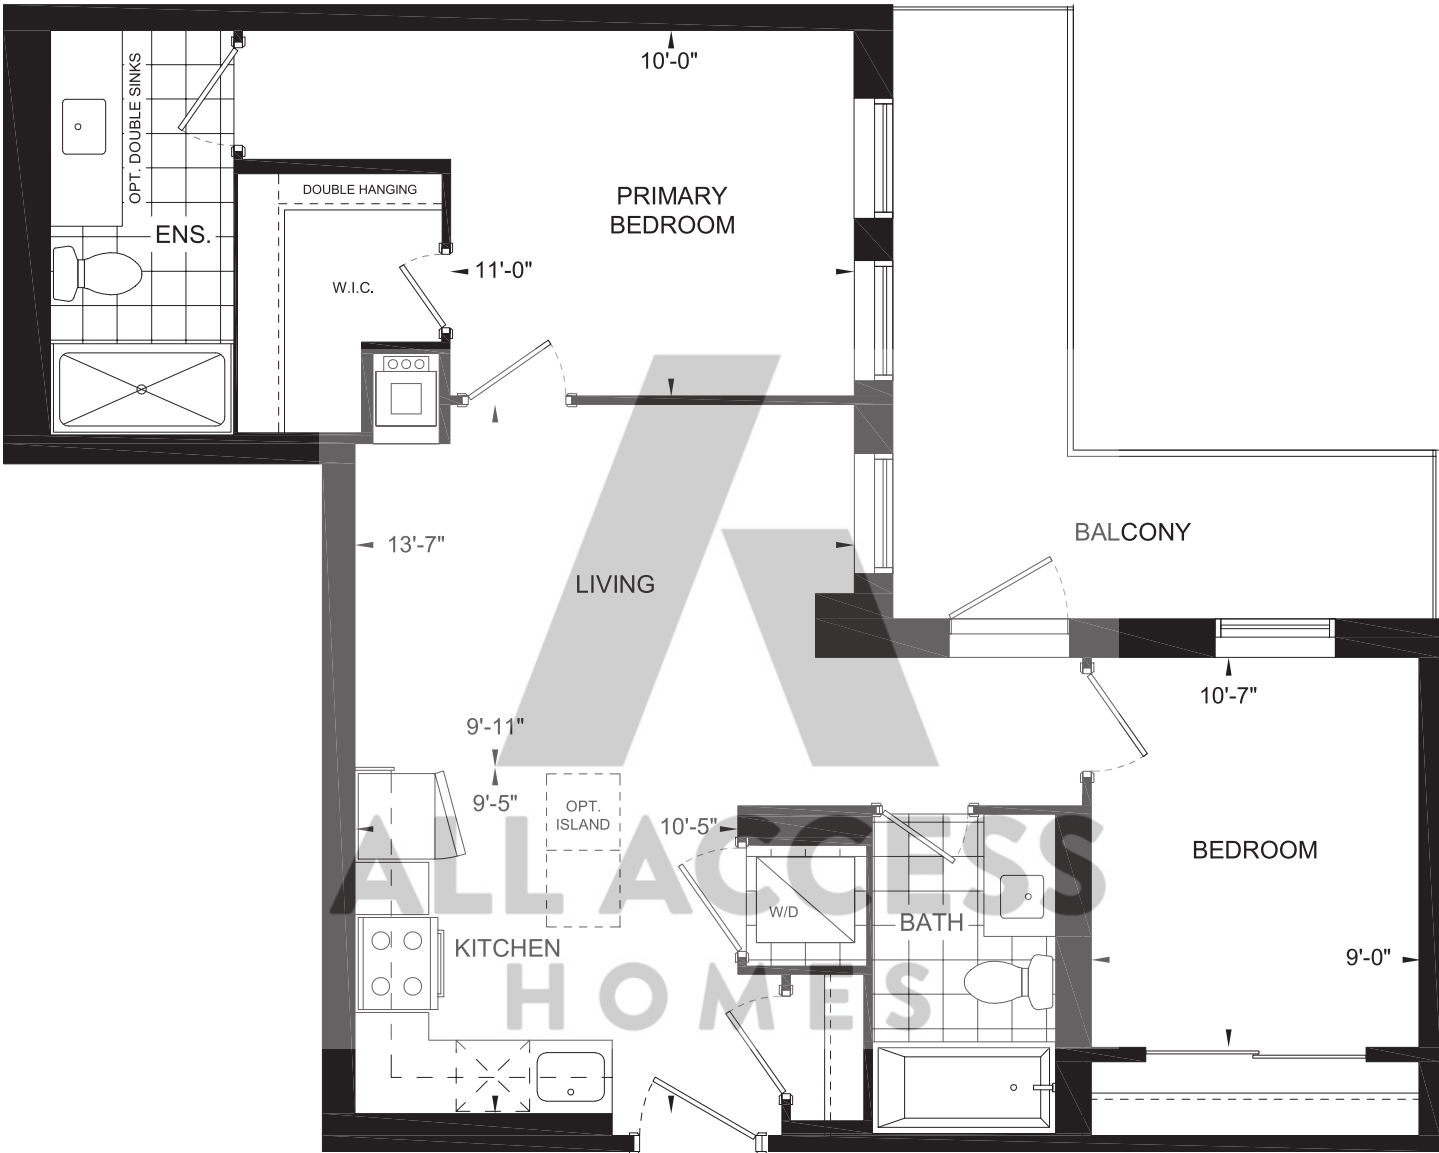 10'-0"
OPT. DOUBLE SINKS
DOUBLE HANGING
PRIMARY
BEDROOM
ENS.
11'-0"
W.I.C.
BALCONY
13'-7"
LIVING
10'-7"
9'-11"
9'-5"
OPT.
ISLAND
10'-5"
BEDROOM
ALL ACCESS
W/D
BATH
KITCHEN
9'-0"
HOMES